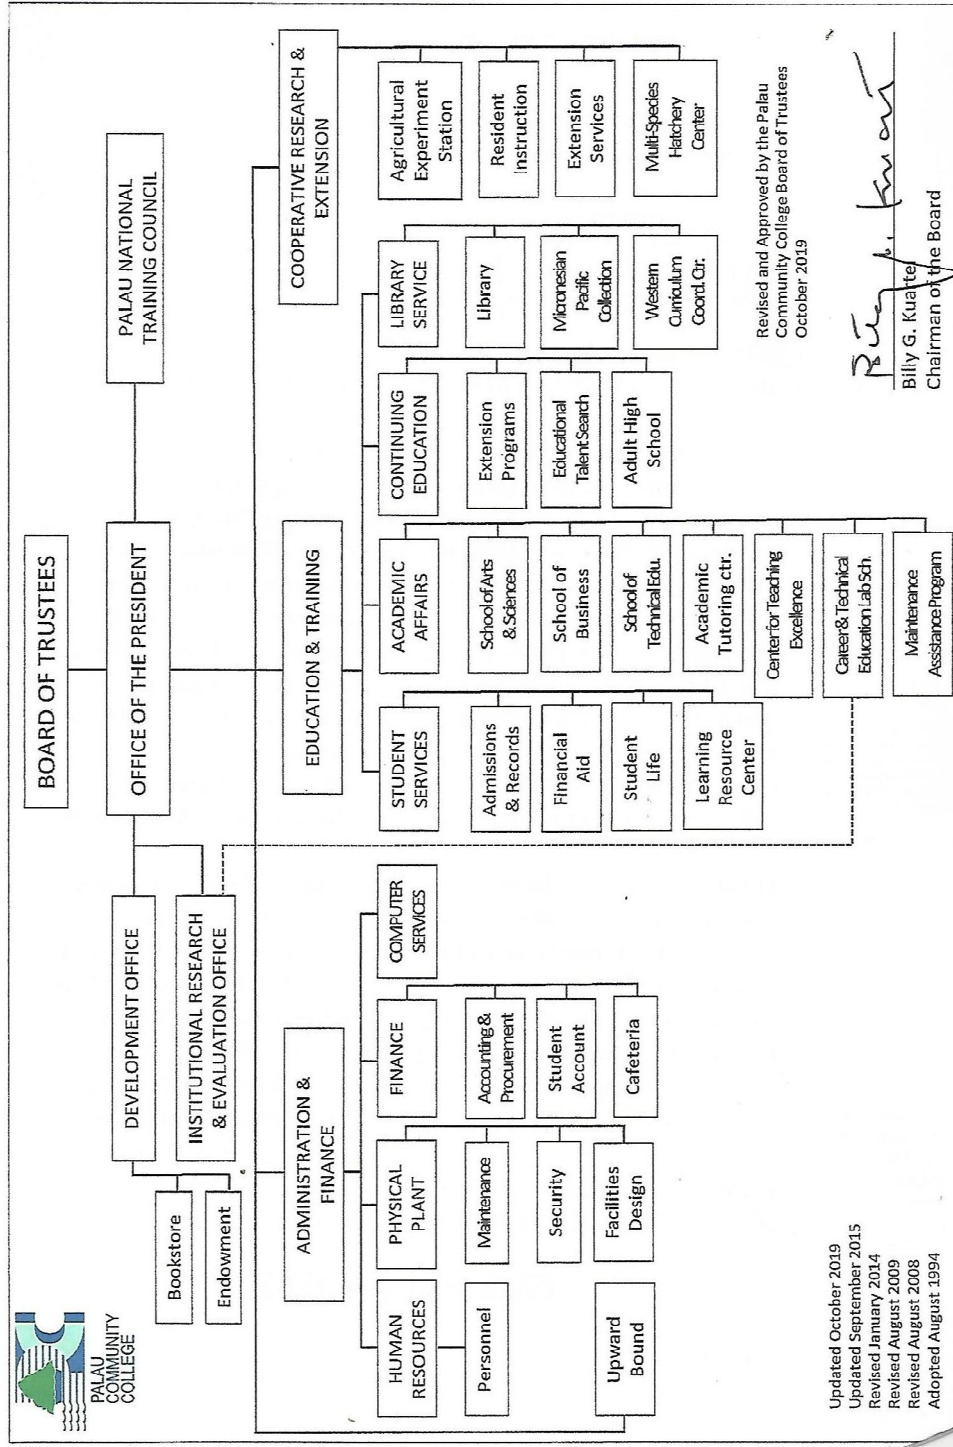 PALAU
COMMUNITY
COLLEGE
BOARD OF TRUSTEES
OFFICE OF THE PRESIDENT
PALAU NATIONAL
TRAINING COUNCIL
DEVELOPMENT OFFICE
Bookstore
Endowment
INSTITUTIONAL RESEARCH
& EVALUATION OFFICE
ADMINISTRATION &
FINANCE
HUMAN
RESOURCES
Personnel
Upward
Bound
PHYSICAL
PLANT
Maintenance
Security
Facilities
Design
FINANCE
Accounting &
Procurement
Student
Account
Cafeteria
COMPUTER
SERVICES
EDUCATION & TRAINING
STUDENT
SERVICES
Admissions
& Records
Financial
Aid
Student
Life
Learning
Resource
Center
ACADEMIC
AFFAIRS
School of Arts
& Sciences
School of
Business
School of
Technical Edu.
Academic
Tutoring ctr.
Center for Teaching
Excellence
Career & Technical
Education Lab Sch.
Maintenance
Assistance Program
CONTINUING
EDUCATION
Extension
Programs
Educational
Talent Search
Adult High
School
LIBRARY
SERVICE
Library
Micronesian
Pacific
Collection
Western
Curriculum
Coord. Ctr.
COOPERATIVE RESEARCH &
EXTENSION
Agricultural
Experiment
Station
Resident
Instruction
Extension
Services
Multi-Species
Hatchery
Center
Updated October 2019
Updated September 2015
Revised January 2014
Revised August 2009
Revised August 2008
Adopted August 1994
Revised and Approved by the Palau
Community College Board of Trustees
October 2019
Billy G. Kuartei
Chairman of the Board